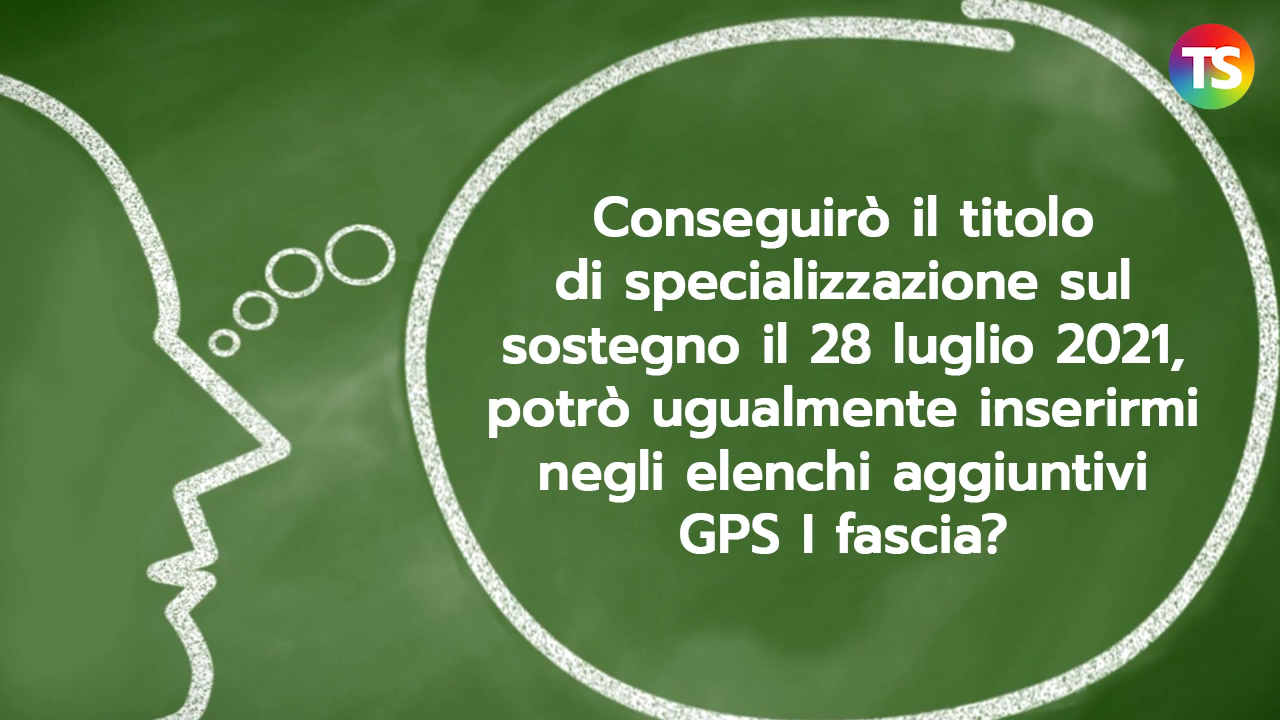 TS
Conseguirò il titolo
di specializzazione sul
sostegno il 28 luglio 2021,
potrò ugualmente inserirmi
negli elenchi aggiuntivi
GPS I fascia?